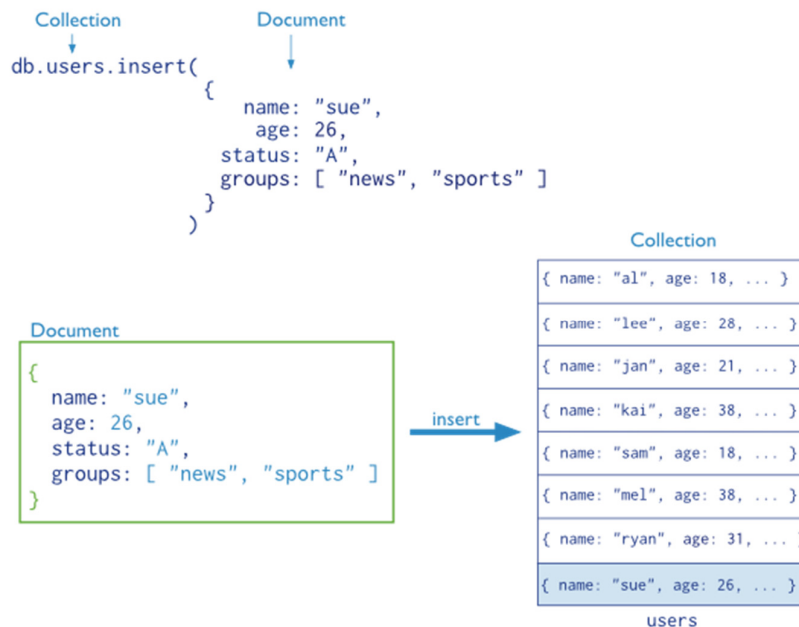 Collection
Document
db.users.insert(
{
name: "sue",
age: 26,
status: "A",
groups: [ "news", "sports" ]
}
)
Document
{
name: "sue",
age: 26,
status: "A",
groups: [ "news", "sports" ]
}
insert
Collection
{ name: "al", age: 18, ... }
{ name: "lee", age: 28, ... }
{ name: "jan", age: 21, ... }
{ name: "kai", age: 38, ... }
{ name: "sam", age: 18, ... }
{ name: "mel", age: 38, ... }
{ name: "ryan", age: 31, ... }
{ name: "sue", age: 26, ... }
users